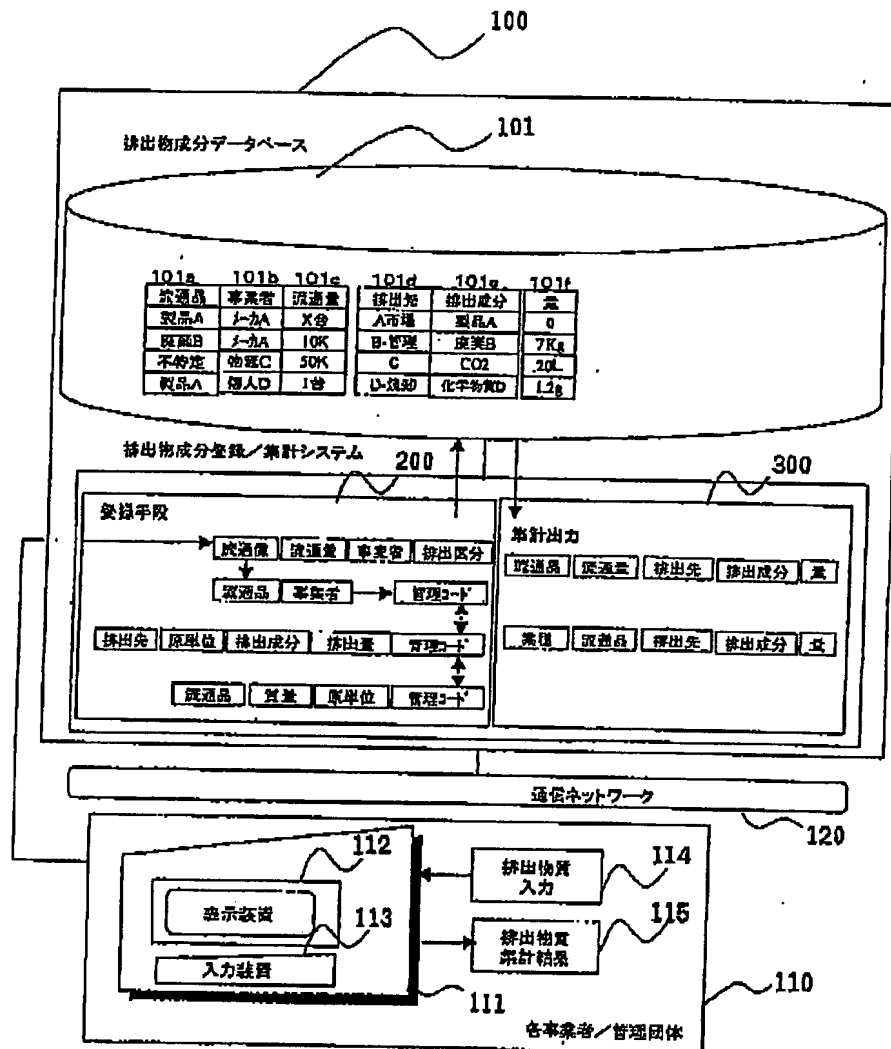 100
排出物成分データベース
101
101a 101b 101c 101d 101e 101f
流通品 事業者 流通量 排出先 排出成分 量
製品A メーカA X台 A市場 製品A 0
廃棄B メーカA 10K B-管理 廃棄B 7Kg
不特定 物流C 50K C CO2 20L
製品A 個人D 1台 D-焼却 化学物質D 1.2g
排出物成分登録/集計システム
200
300
登録手段
集計出力
流通量 事業者 排出区分
流通品 流通量 排出先 排出成分 量
流通品 事業者 管理コード
排出先 原単位 排出成分 排出量 管理コード
業種 流通品 排出先 排出成分 量
流通品 質量 原単位 管理コード
通信ネットワーク
120
112
表示装置
113
入力装置
111
排出物質
入力
114
排出物質
集計結果
115
110
各事業者/管理団体